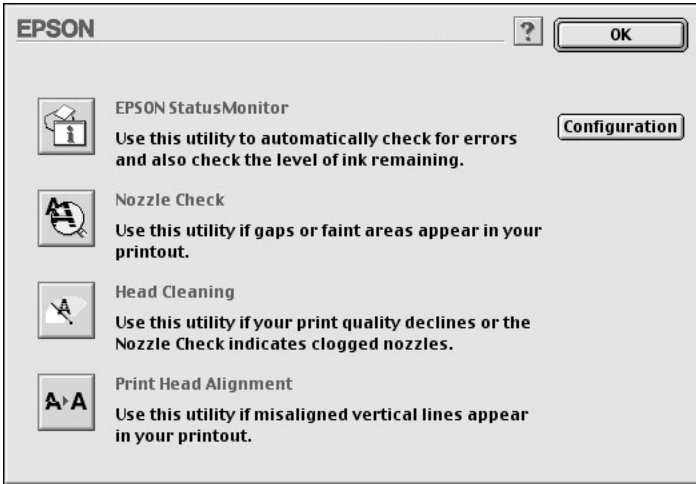 EPSON
?
OK
EPSON StatusMonitor
Use this utility to automatically check for errors
and also check the level of ink remaining.
Configuration
Nozzle Check
Use this utility if gaps or faint areas appear in your
printout.
Head Cleaning
Use this utility if your print quality declines or the
Nozzle Check indicates clogged nozzles.
Print Head Alignment
Use this utility if misaligned vertical lines appear
in your printout.